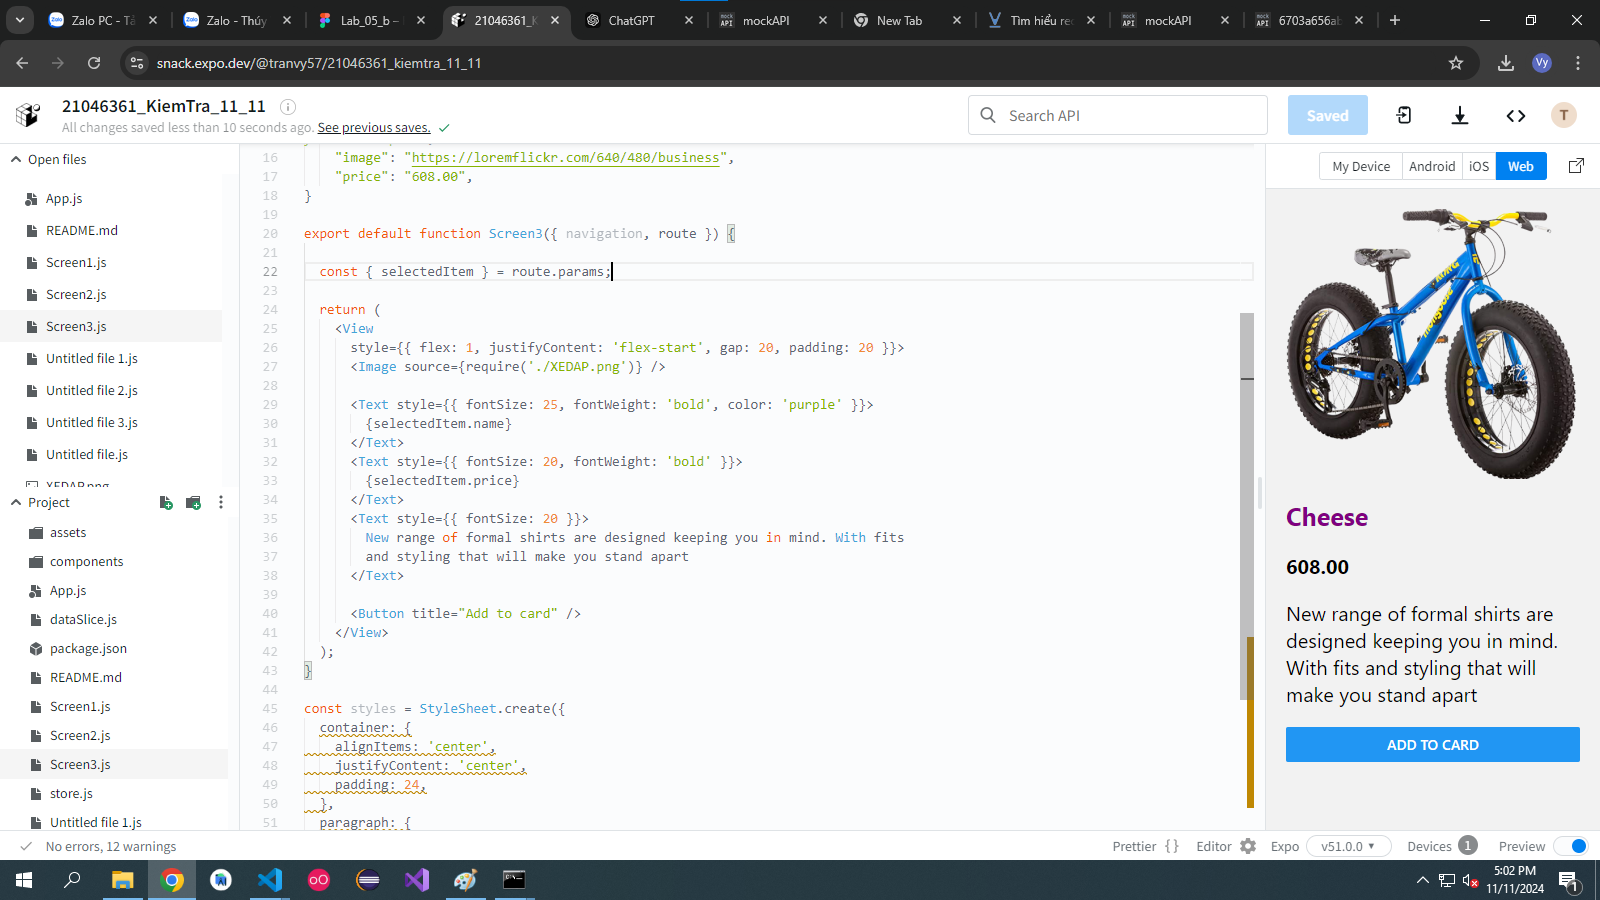 Zalo PC - Tả
Zalo - Thúy
Lab_05_b –
21046361_K
ChatGPT
mockAPI
New Tab
Tìm hiểu re
mockAPI
6703a656a
snack.expo.dev/@tranvy57/21046361_kiemtra_11_11
Vy
21046361_KiemTra_11_11
All changes saved less than 10 seconds ago. See previous saves.
Search API
Saved
T
Open files
App.js
README.md
Screen1.js
Screen2.js
Screen3.js
Untitled file 1.js
Untitled file 2.js
Untitled file 3.js
Untitled file.js
XEDAP.png
Project
assets
components
App.js
dataSlice.js
package.json
README.md
Screen1.js
Screen2.js
Screen3.js
store.js
Untitled file 1.js
16 "image": "https://loremflickr.com/640/480/business",
17 "price": "608.00",
18 }
19
20 export default function Screen3({ navigation, route }) {
21
22 const { selectedItem } = route.params;
23
24 return (
25 <View
26 style={{ flex: 1, justifyContent: 'flex-start', gap: 20, padding: 20 }}>
27 <Image source={require('./XEDAP.png')} />
28
29 <Text style={{ fontSize: 25, fontWeight: 'bold', color: 'purple' }}>
30 {selectedItem.name}
31 </Text>
32 <Text style={{ fontSize: 20, fontWeight: 'bold' }}>
33 {selectedItem.price}
34 </Text>
35 <Text style={{ fontSize: 20 }}>
36 New range of formal shirts are designed keeping you in mind. With fits
37 and styling that will make you stand apart
38 </Text>
39
40 <Button title="Add to card" />
41 </View>
42 );
43 }
44
45 const styles = StyleSheet.create({
46 container: {
47 alignItems: 'center',
48 justifyContent: 'center',
49 padding: 24,
50 },
51 paragraph: {
My Device
Android
iOS
Web
Cheese
608.00
New range of formal shirts are
designed keeping you in mind.
With fits and styling that will
make you stand apart
ADD TO CARD
No errors, 12 warnings
Prettier { }
Editor
Expo
v51.0.0
Devices 1
Preview
5:02 PM
11/11/2024
1